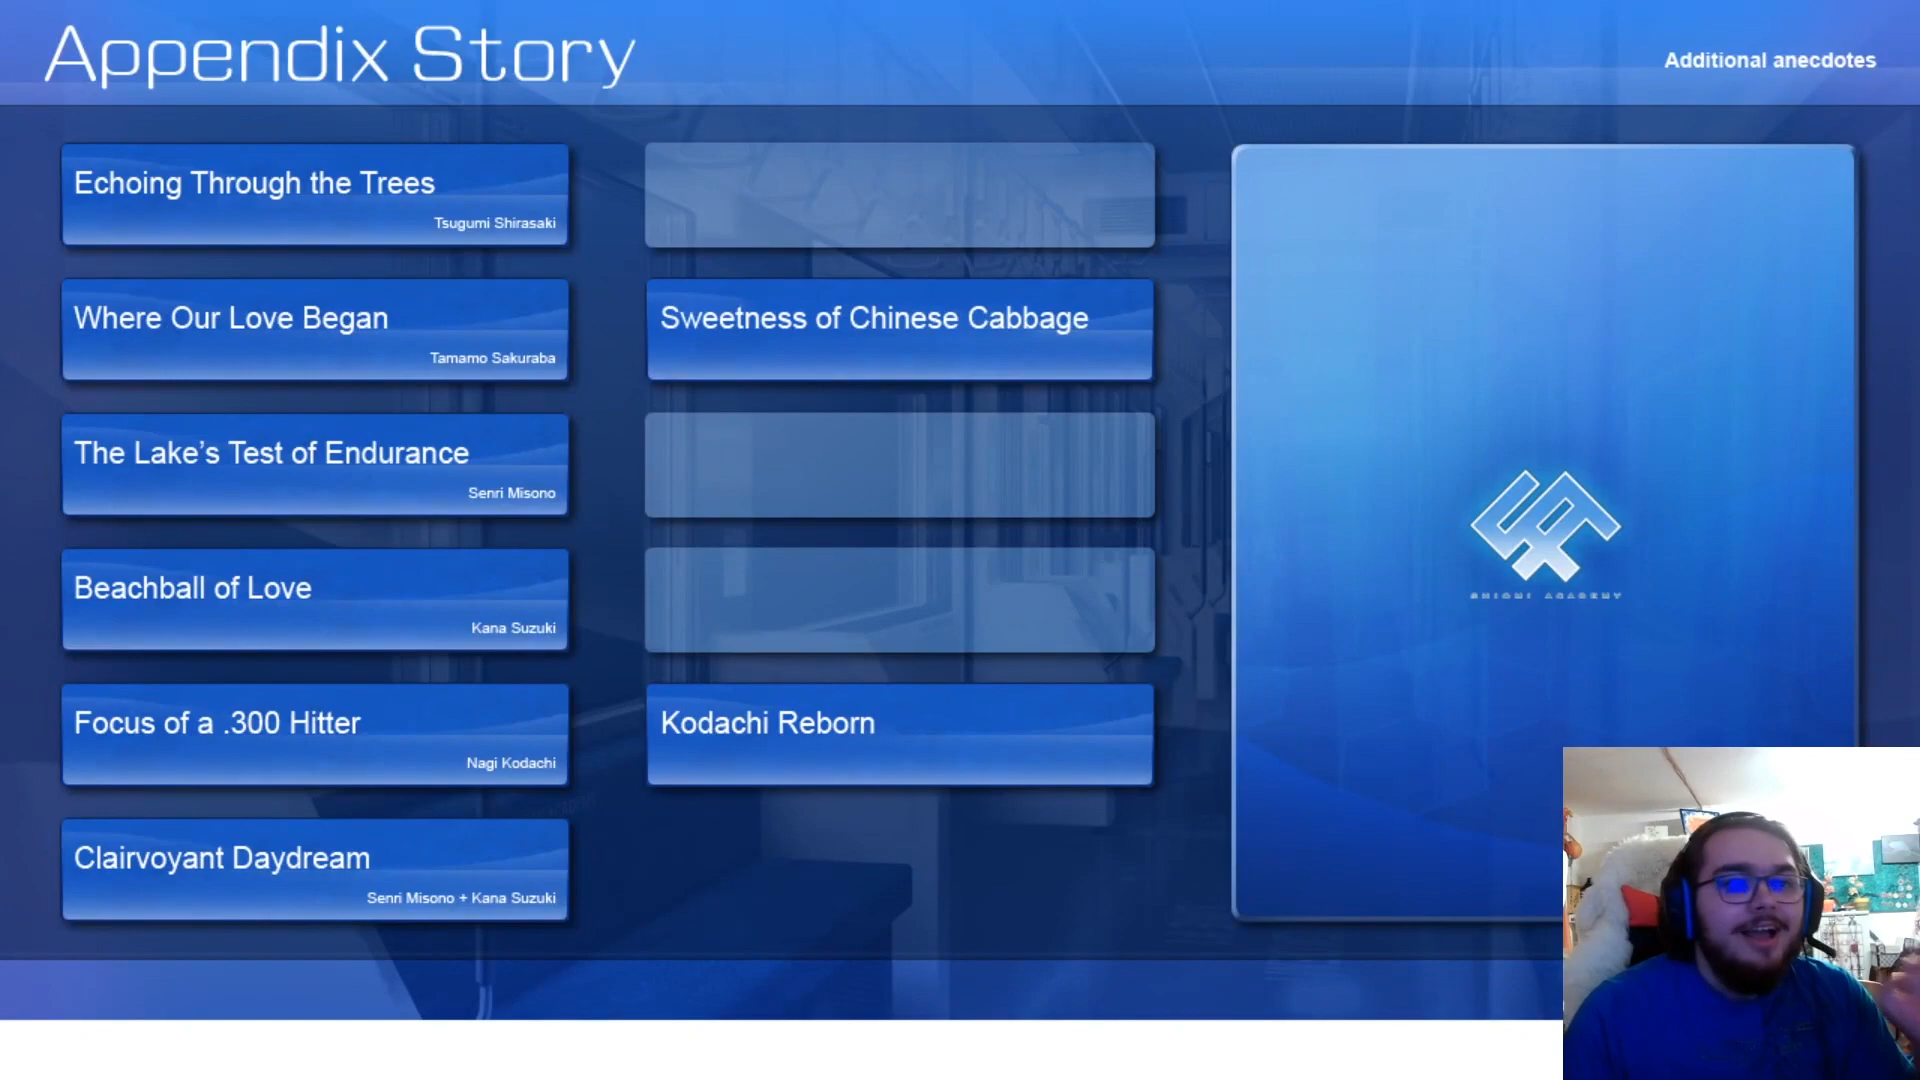 Appendix Story
Additional anecdotes
Echoing Through the Trees
Tsugumi Shirasaki
Where Our Love Began
Tamamo Sakuraba
Sweetness of Chinese Cabbage
The Lake’s Test of Endurance
Senri Misono
Beachball of Love
Kana Suzuki
Focus of a .300 Hitter
Nagi Kodachi
Kodachi Reborn
Clairvoyant Daydream
Senri Misono + Kana Suzuki
SHIOMI ACADEMY